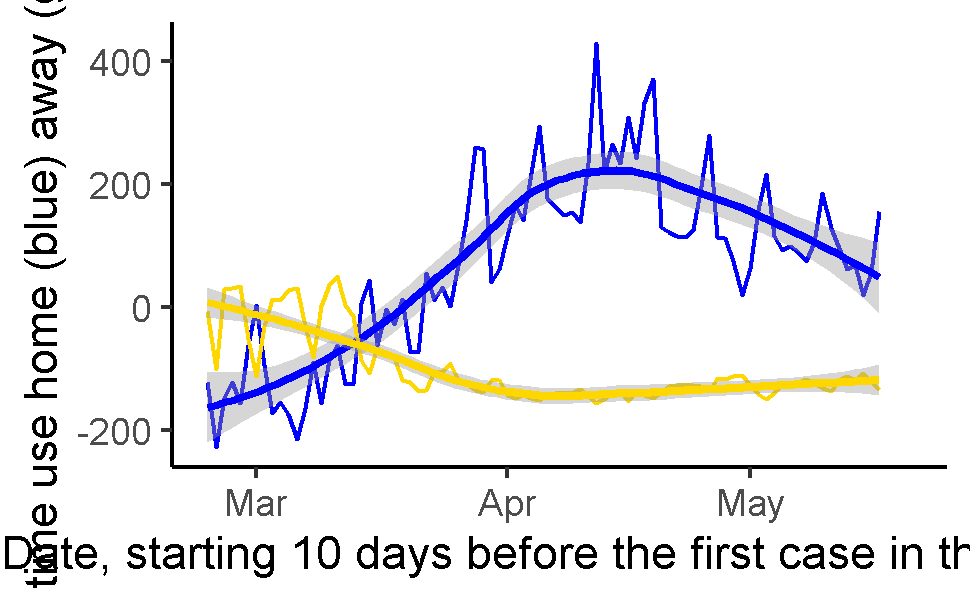 time use home (blue) away (
400
200
0
-200
Mar Apr May
Date, starting 10 days before the first case in th